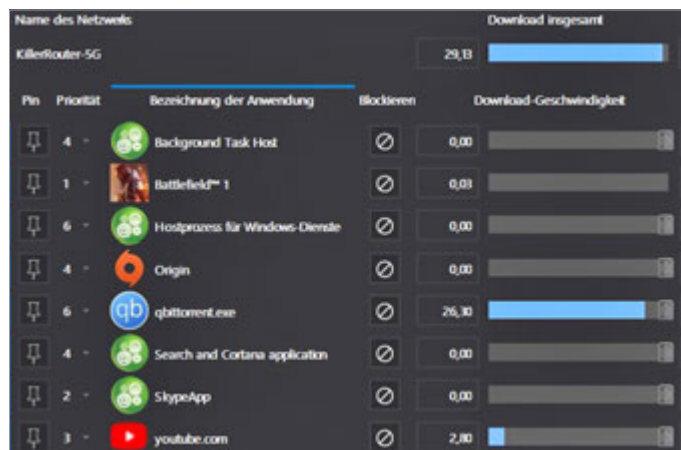 Name des Netzwerks Download insgesamt
KillerRouter-5G 29,13
Pin Priorität Bezeichnung der Anwendung Blockieren Download-Geschwindigkeit
4 Background Task Host 0,00
1 Battlefield™ 1 0,03
6 Hostprozess für Windows-Dienste 0,00
4 Origin 0,00
6 qb qbittorrent.exe 26,30
4 Search and Cortana application 0,00
2 SkypeApp 0,00
3 youtube.com 2,80